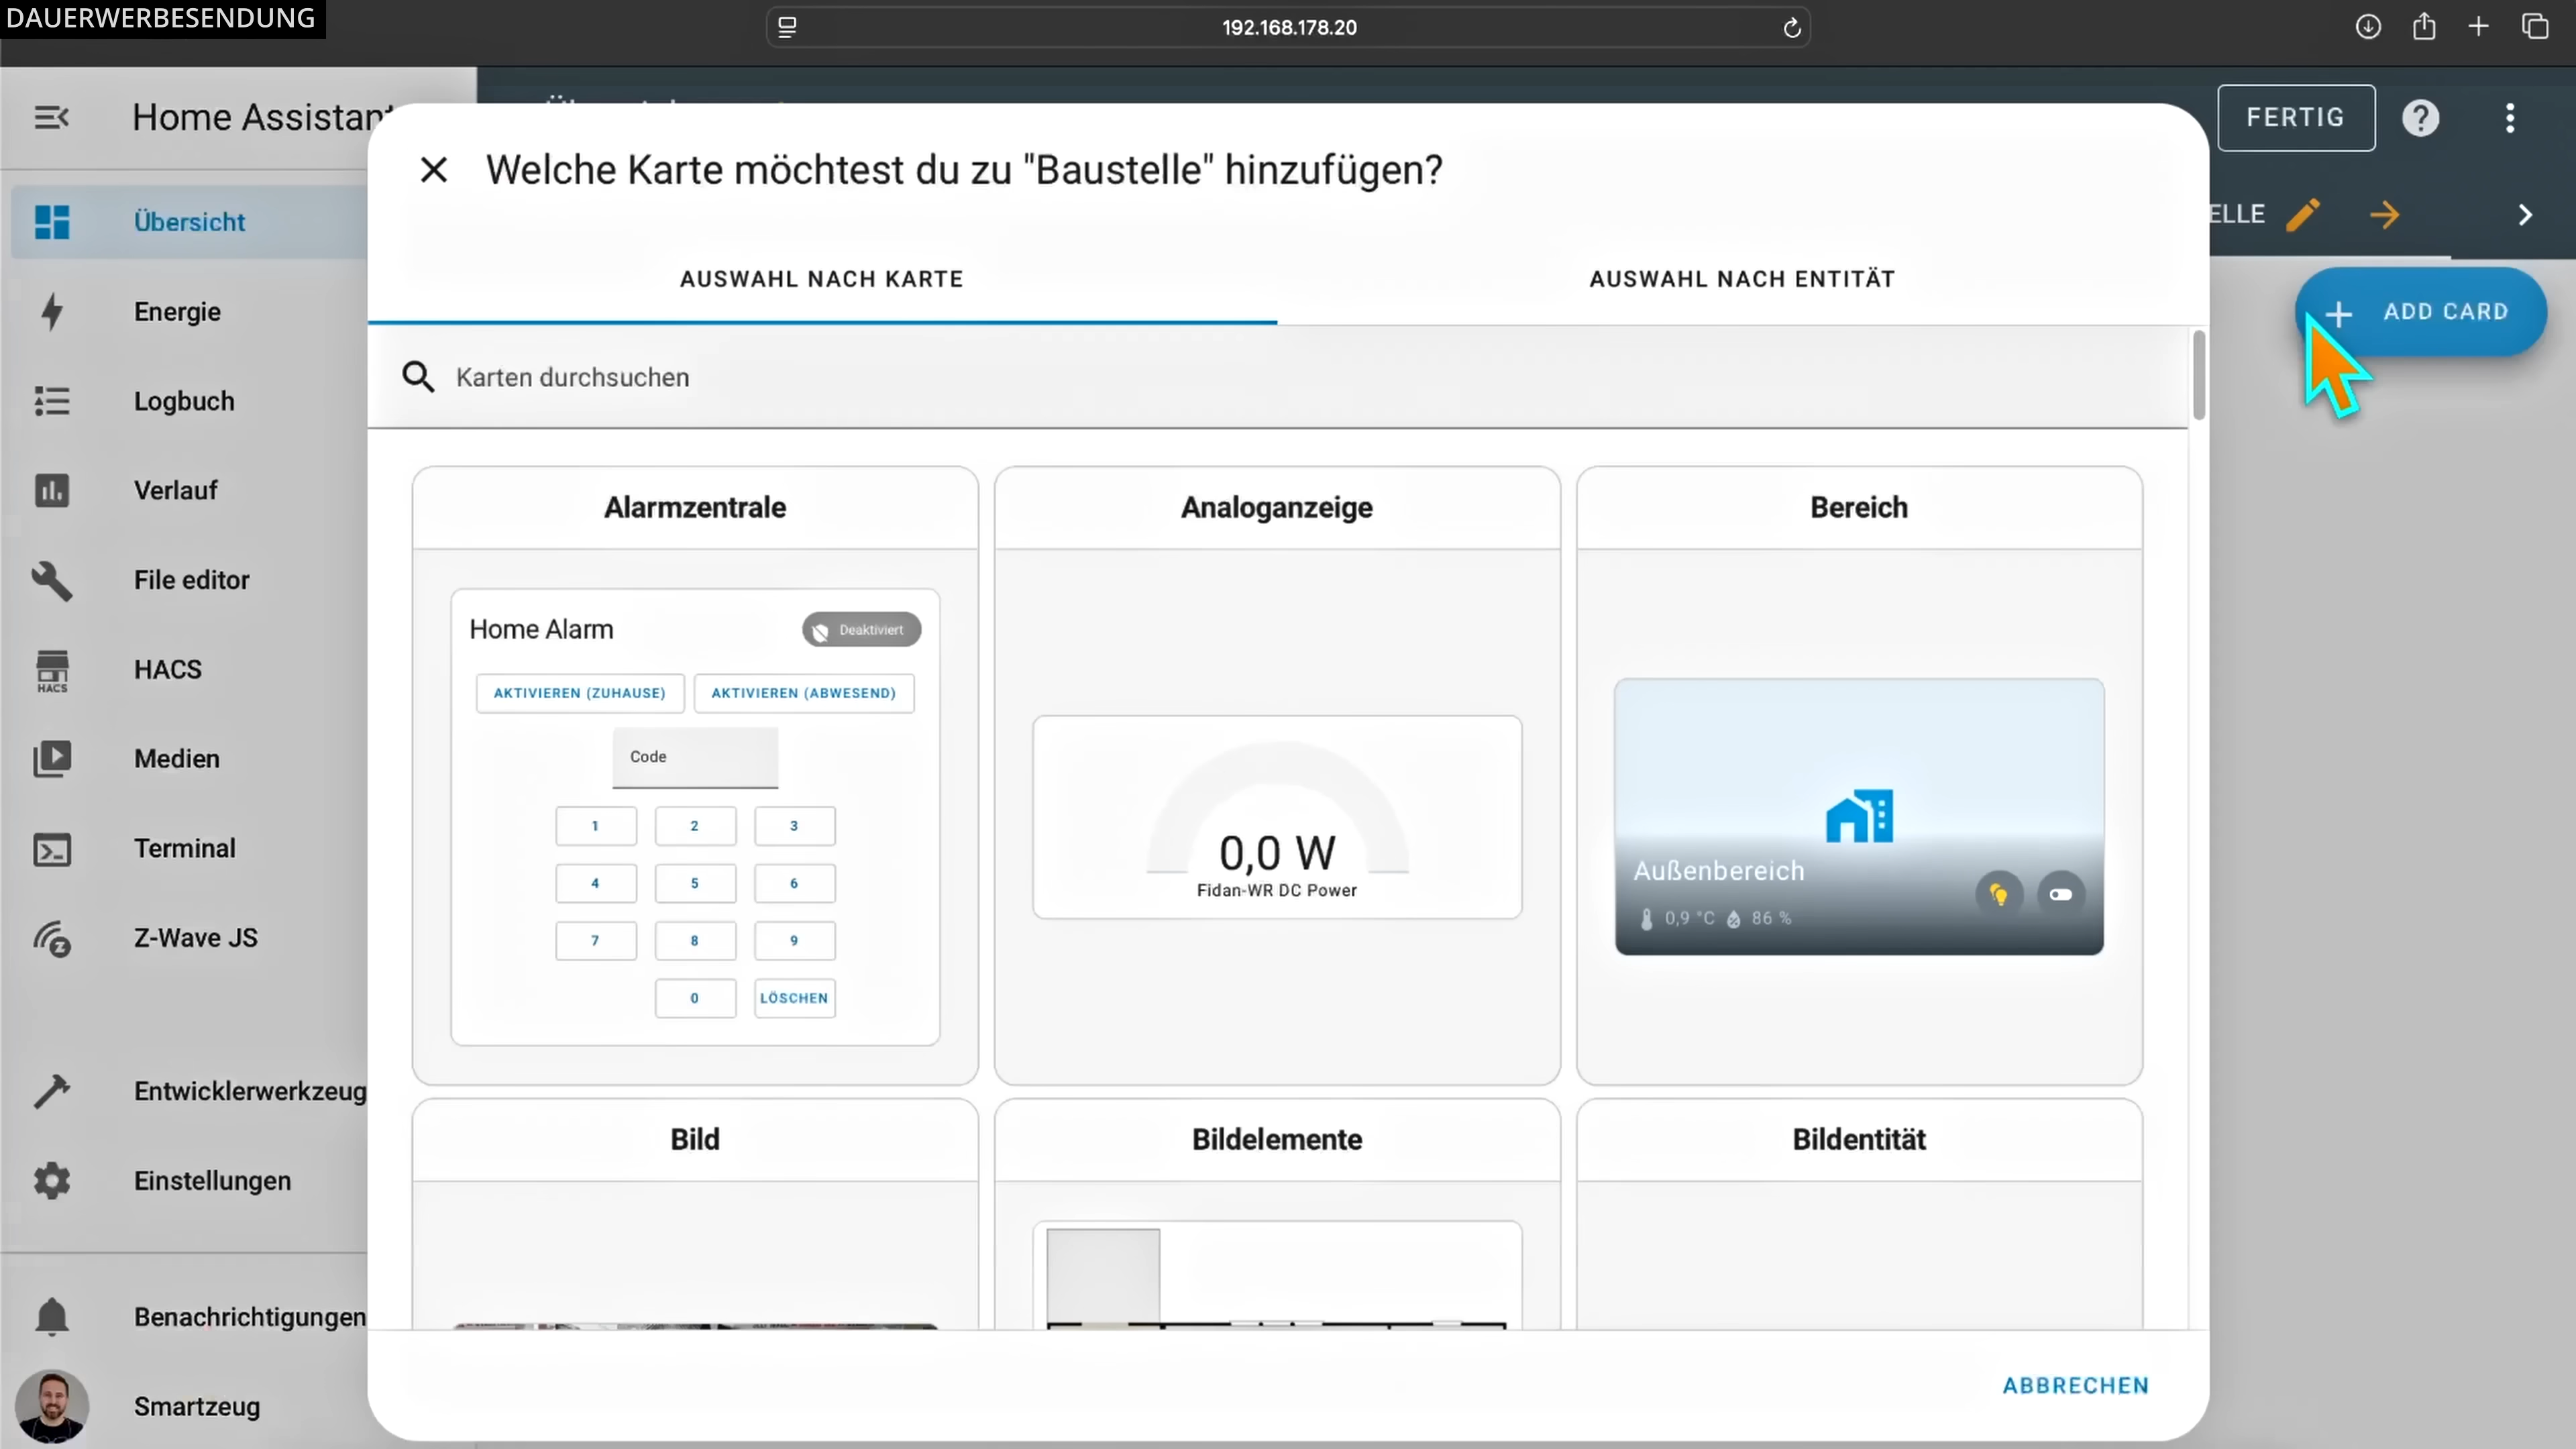 DAUERWERBESENDUNG
192.168.178.20
Home Assistant
FERTIG
Welche Karte möchtest du zu "Baustelle" hinzufügen?
ELLE
AUSWAHL NACH KARTE
AUSWAHL NACH ENTITÄT
ADD CARD
Karten durchsuchen
Übersicht
Energie
Logbuch
Verlauf
File editor
HACS
HACS
Medien
Terminal
Z-Wave JS
Entwicklerwerkzeug
Einstellungen
Benachrichtigungen
Smartzeug
Alarmzentrale
Home Alarm
Deaktiviert
AKTIVIEREN (ZUHAUSE)
AKTIVIEREN (ABWESEND)
Code
1 2 3
4 5 6
7 8 9
0 LÖSCHEN
Analoganzeige
0,0 W
Fidan-WR DC Power
Bereich
Außenbereich
0,9 °C 86 %
Bild
Bildelemente
Bildentität
ABBRECHEN